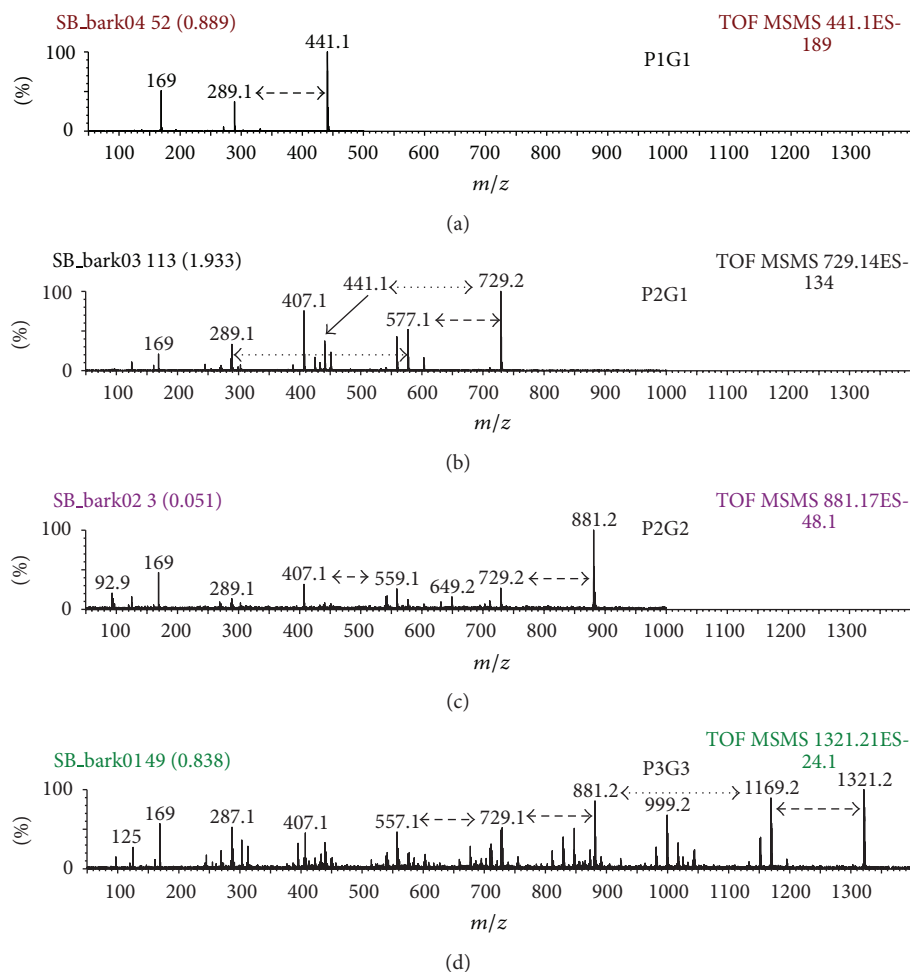 SB_bark04 52 (0.889)
TOF MSMS 441.1ES-
189
P1G1
441.1
169
289.1
100
(%)
0
100 200 300 400 500 600 700 800 900 1000 1100 1200 1300
m/z
(a)
SB_bark03 113 (1.933)
TOF MSMS 729.14ES-
134
P2G1
441.1
729.2
407.1
577.1
289.1
169
100
(%)
0
100 200 300 400 500 600 700 800 900 1000 1100 1200 1300
m/z
(b)
SB_bark02 3 (0.051)
TOF MSMS 881.17ES-
48.1
881.2
P2G2
169
92.9
289.1
407.1
559.1
649.2
729.2
100
(%)
0
100 200 300 400 500 600 700 800 900 1000 1100 1200 1300
m/z
(c)
SB_bark0149 (0.838)
TOF MSMS 1321.21ES-
24.1
P3G3
881.2
1169.2
1321.2
999.2
169
125
287.1
407.1
557.1
729.1
100
(%)
0
100 200 300 400 500 600 700 800 900 1000 1100 1200 1300
m/z
(d)